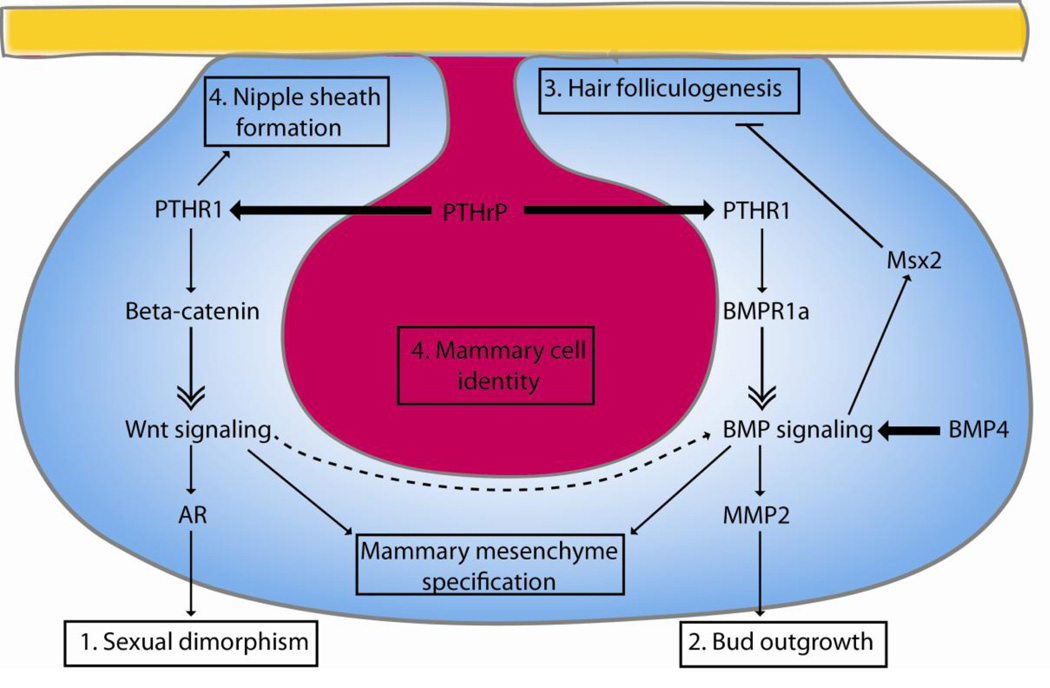 4. Nipple sheath
formation
3. Hair folliculogenesis
PTHR1
PTHrP
PTHR1
Msx2
Beta-catenin
BMPR1a
4. Mammary cell
identity
Wnt signaling
BMP signaling
BMP4
AR
MMP2
Mammary mesenchyme
specification
1. Sexual dimorphism
2. Bud outgrowth